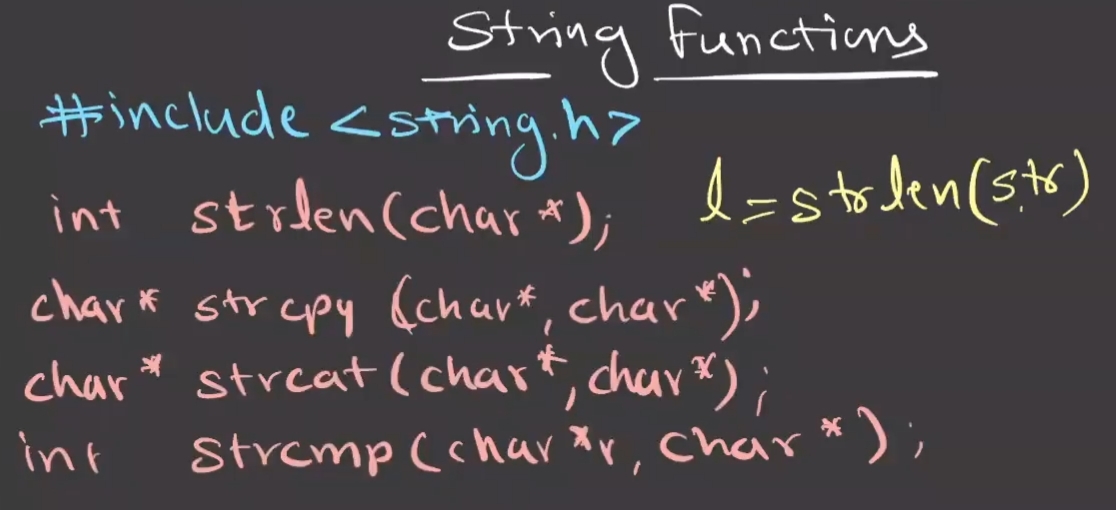 String Functions
#include <string.h>
int strlen(char *); l = strlen(str)
char* strcpy (char*, char*);
char* strcat (char*, char*);
int strcmp (char *r, char *);